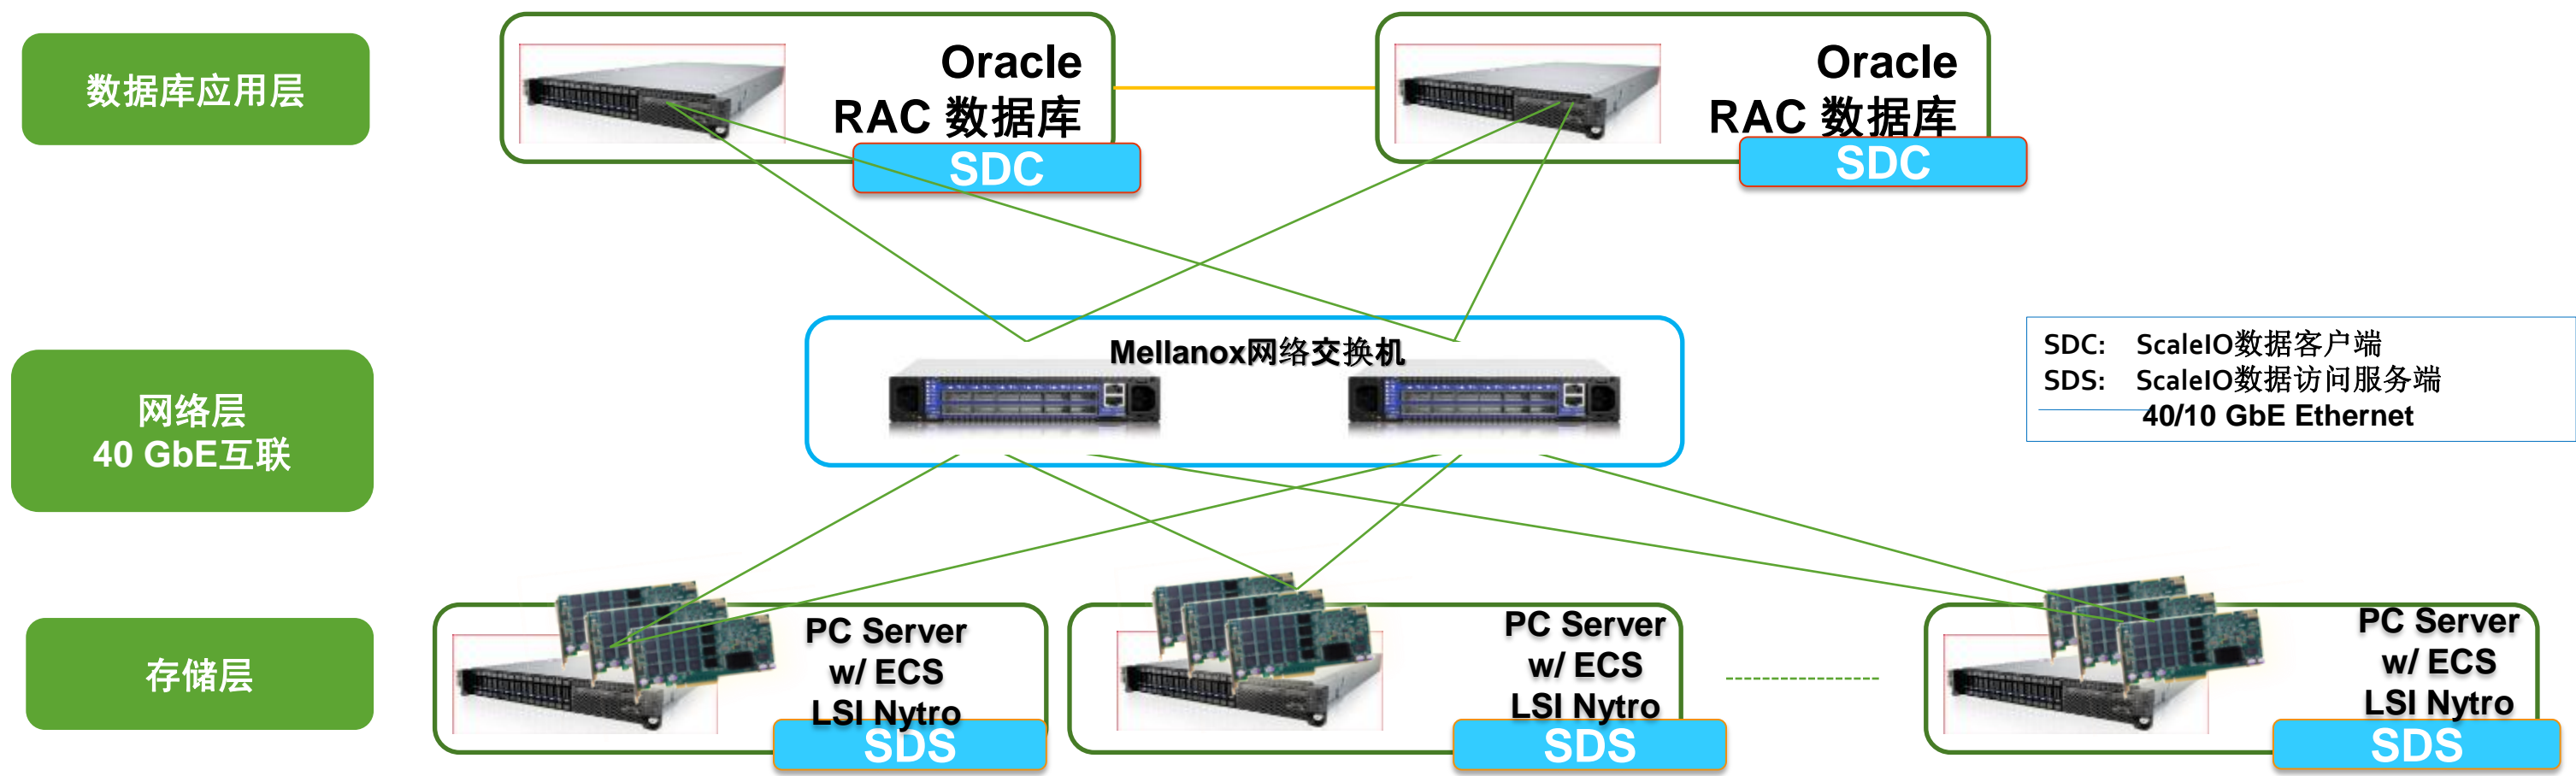 数据库应用层
Oracle
RAC 数据库
SDC
Oracle
RAC 数据库
SDC
网络层
40 GbE互联
Mellanox网络交换机
SDC: ScaleIO数据客户端
SDS: ScaleIO数据访问服务端
40/10 GbE Ethernet
存储层
PC Server
w/ ECS
LSI Nytro
SDS
PC Server
w/ ECS
LSI Nytro
SDS
PC Server
w/ ECS
LSI Nytro
SDS